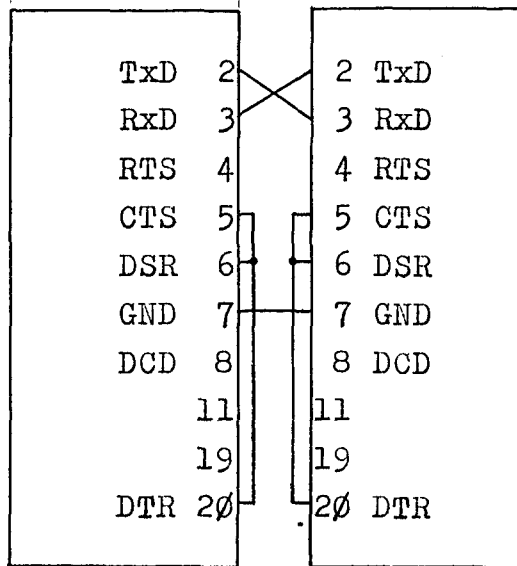 TxD 2 2 TxD
RxD 3 3 RxD
RTS 4 4 RTS
CTS 5 5 CTS
DSR 6 6 DSR
GND 7 7 GND
DCD 8 8 DCD
11 11
19 19
DTR 2Ø 2Ø DTR